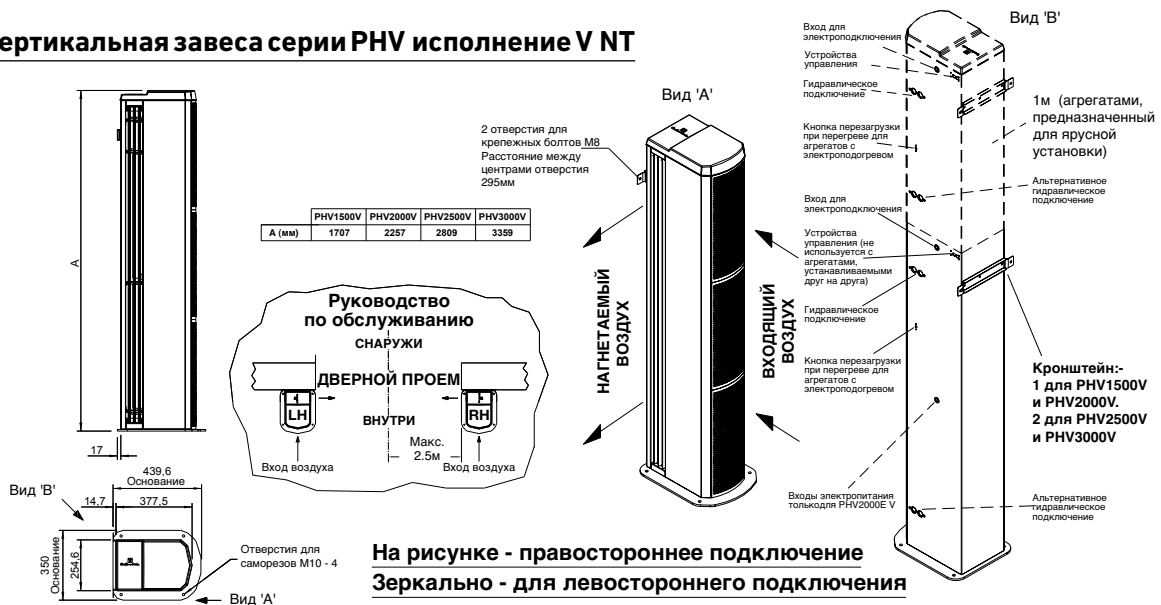 ертикальная завеса серии PHV исполнение V NT
A
17
439,6
Основание
14,7
377,5
350
Основание
254,6
Вид 'B'
Вид 'A'
Отверстия для
саморезов M10 - 4
PHV1500V PHV2000V PHV2500V PHV3000V
A (мм) 1707 2257 2809 3359
Руководство
по обслуживанию
СНАРУЖИ
ДВЕРНОЙ ПРОЕМ
LH
RH
ВНУТРИ
Макс.
2.5м
Вход воздуха
Вход воздуха
Вид 'A'
2 отверстия для
крепежных болтов M8
Расстояние между
центрами отверстия
295мм
НАГНЕТАЕМЫЙ
ВОЗДУХ
ВХОДЯЩИЙ
ВОЗДУХ
Вид 'B'
Вход для
электроподключения
Устройства
управления
Гидравлическое
подключение
Кнопка перезагрузки
при перегреве для
агрегатов с
электроподогревом
Вход для
электроподключения
Устройства
управления (не
используется с
агрегатами,
устанавливаемыми
друг на друга)
Гидравлическое
подключение
Кнопка перезагрузки
при перегреве для
агрегатов с
электроподогревом
Входы электропитания
толькодля PHV2000E V
1м (агрегатами,
предназначенный
для ярусной
установки)
Альтернативное
гидравлическое
подключение
Кронштейн:-
1 для PHV1500V
и PHV2000V.
2 для PHV2500V
и PHV3000V
Альтернативное
гидравлическое
подключение
На рисунке - правостороннее подключение
Зеркально - для левостороннего подключения